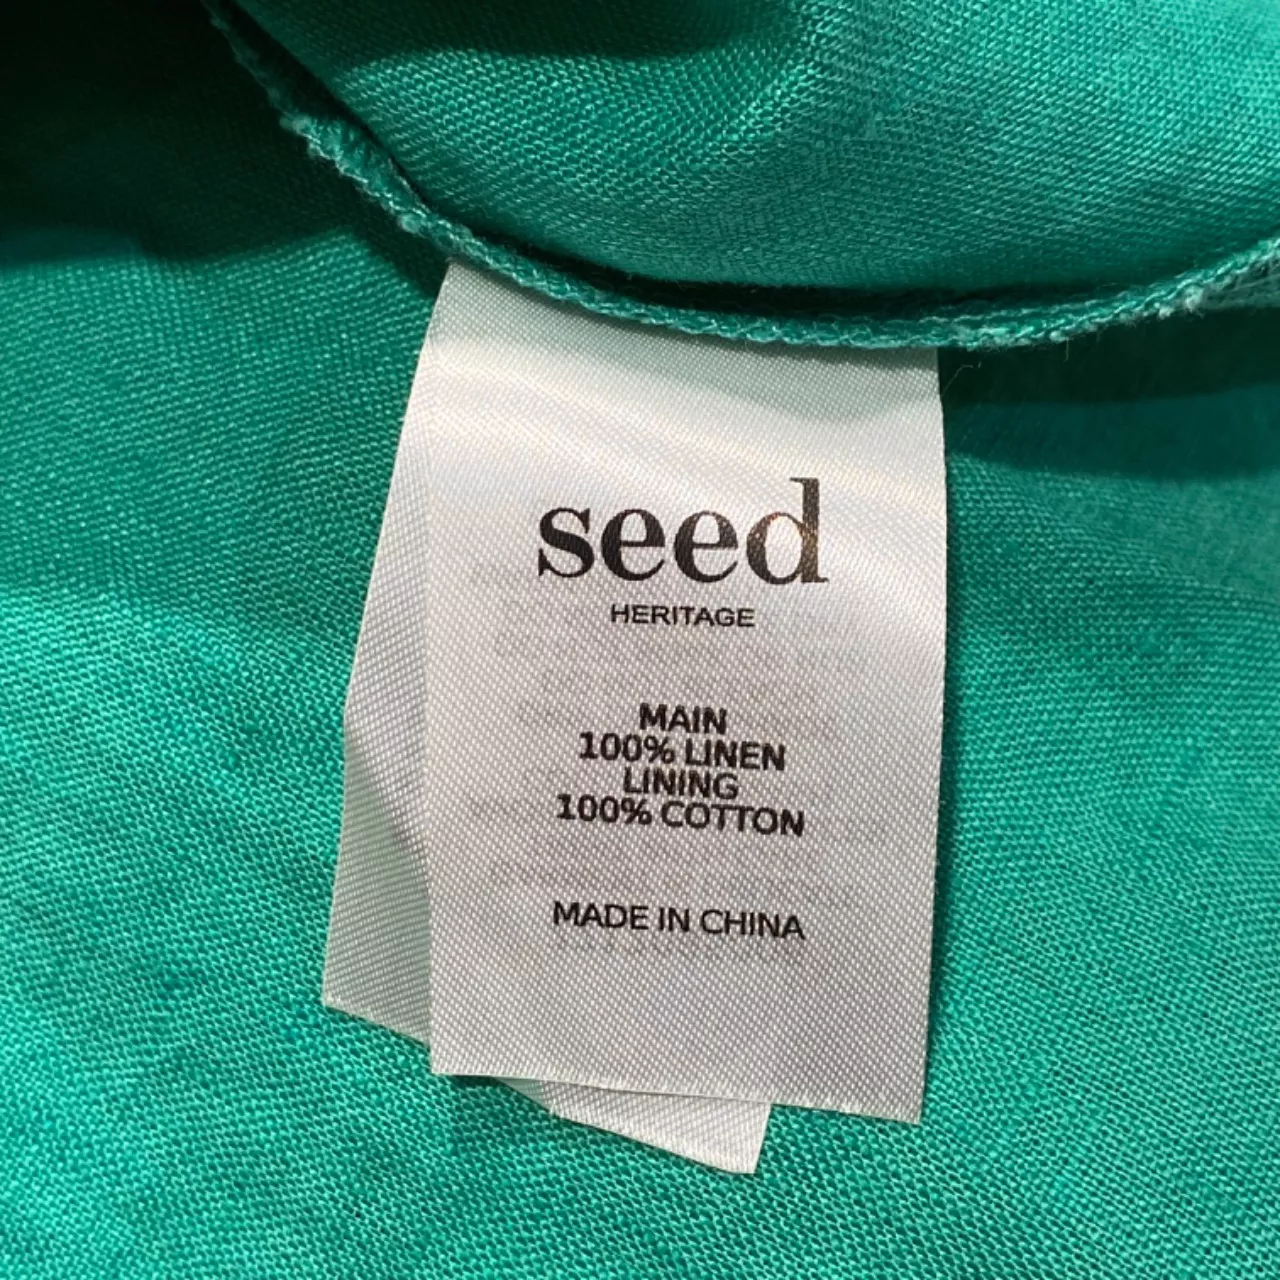 seed
HERITAGE
MAIN
100% LINEN
LINING
100% COTTON
MADE IN CHINA